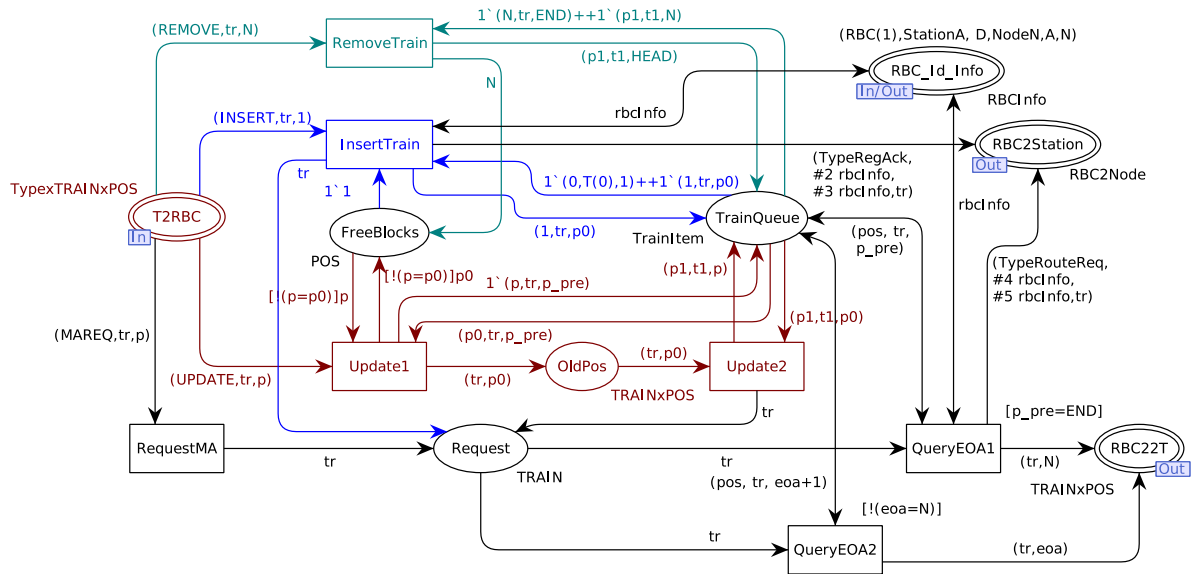 (REMOVE,tr,N)
RemoveTrain
1`(N,tr,END)++1`(p1,t1,N)
(p1,t1,HEAD)
N
(RBC(1),StationA, D,NodeN,A,N)
RBC_Id_Info
In/Out
RBCInfo
rbcInfo
(INSERT,tr,1)
InsertTrain
tr
1`1
RBC2Station
Out
RBC2Node
(TypeRegAck,
#2 rbcInfo,
#3 rbcInfo,tr)
1`(0,T(0),1)++1`(1,tr,p0)
TypexTRAINxPOS
T2RBC
In
FreeBlocks
POS
(1,tr,p0)
TrainQueue
TrainItem
rbcInfo
(pos, tr,
p_pre)
(TypeRouteReq,
#4 rbcInfo,
#5 rbcInfo,tr)
[!(p=p0)]p
[!(p=p0)]p0
1`(p,tr,p_pre)
(p1,t1,p)
(p1,t1,p0)
(MAREQ,tr,p)
(p0,tr,p_pre)
Update1
OldPos
Update2
(UPDATE,tr,p)
(tr,p0)
(tr,p0)
TRAINxPOS
tr
[p_pre=END]
RequestMA
tr
Request
TRAIN
tr
QueryEOA1
(tr,N)
RBC22T
Out
TRAINxPOS
(pos, tr, eoa+1)
[!(eoa=N)]
tr
QueryEOA2
(tr,eoa)